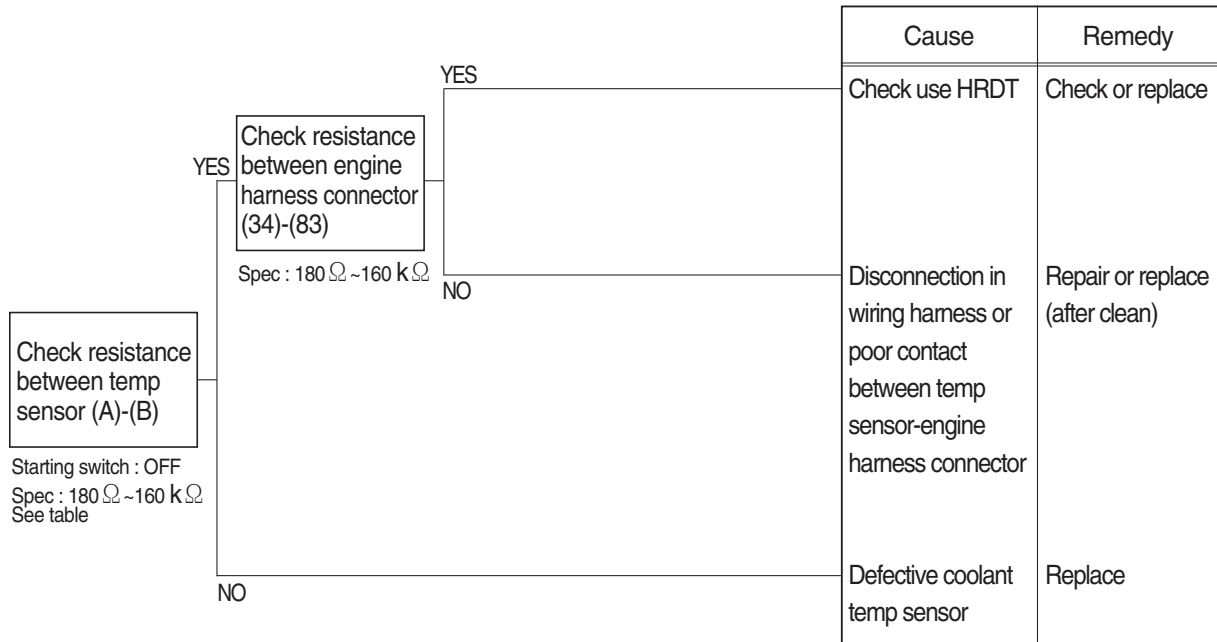 Cause Remedy
YES
Check use HRDT Check or replace
Check resistance
between engine
harness connector
(34)-(83)
YES
Spec : 180 Ω ~160 kΩ
NO
Disconnection in
wiring harness or
poor contact
between temp
sensor-engine
harness connector
Repair or replace
(after clean)
Check resistance
between temp
sensor (A)-(B)
Starting switch : OFF
Spec : 180 Ω ~160 kΩ
See table
NO
Defective coolant
temp sensor
Replace